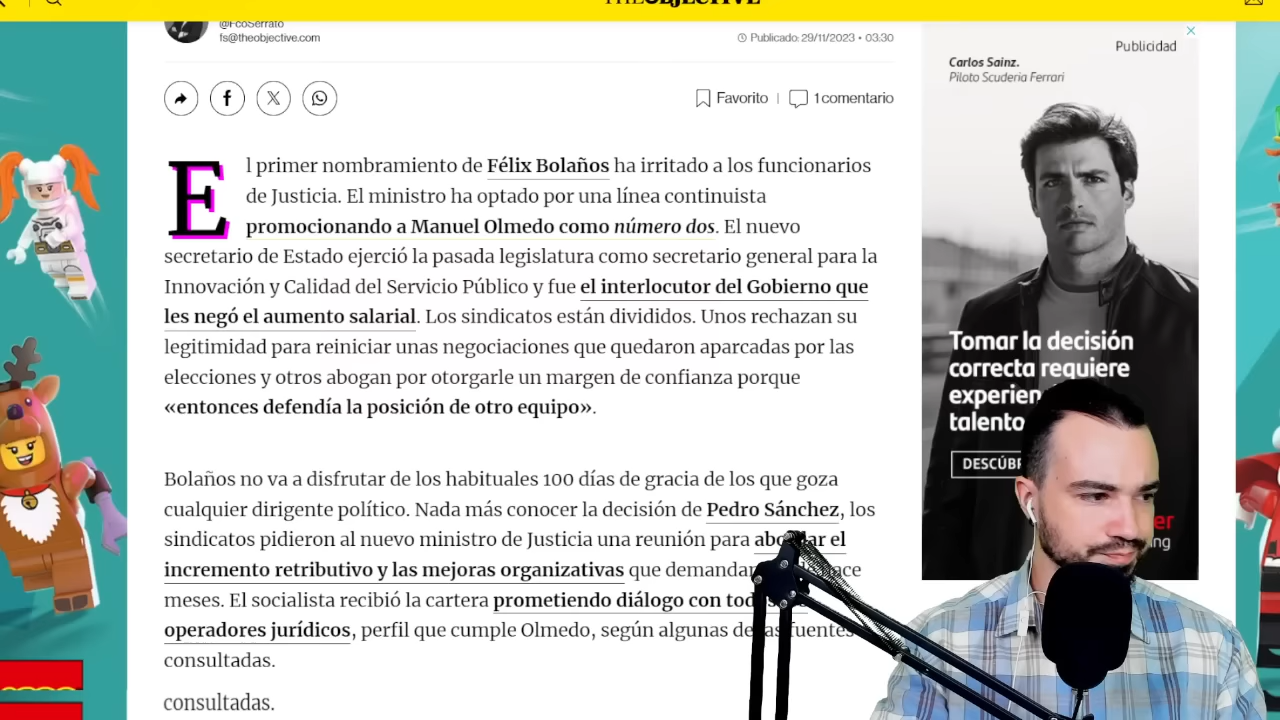 THEOBJECTIVE
@FcoSerrato
fs@theobjective.com
Publicado: 29/11/2023 • 03:30
Favorito
1 comentario
El primer nombramiento de Félix Bolaños ha irritado a los funcionarios
de Justicia. El ministro ha optado por una línea continuista
promocionando a Manuel Olmedo como número dos. El nuevo
secretario de Estado ejerció la pasada legislatura como secretario general para la
Innovación y Calidad del Servicio Público y fue el interlocutor del Gobierno que
les negó el aumento salarial. Los sindicatos están divididos. Unos rechazan su
legitimidad para reiniciar unas negociaciones que quedaron aparcadas por las
elecciones y otros abogan por otorgarle un margen de confianza porque
«entonces defendía la posición de otro equipo».
Bolaños no va a disfrutar de los habituales 100 días de gracia de los que goza
cualquier dirigente político. Nada más conocer la decisión de Pedro Sánchez, los
sindicatos pidieron al nuevo ministro de Justicia una reunión para el
incremento retributivo y las mejoras organizativas que
meses. El socialista recibió la cartera prometiendo diálogo con
operadores jurídicos, perfil que cumple Olmedo, según algunas de fuentes
consultadas.
consultadas.
Publicidad
Carlos Sainz.
Piloto Scuderia Ferrari
Tomar la decisión
correcta requiere
talento